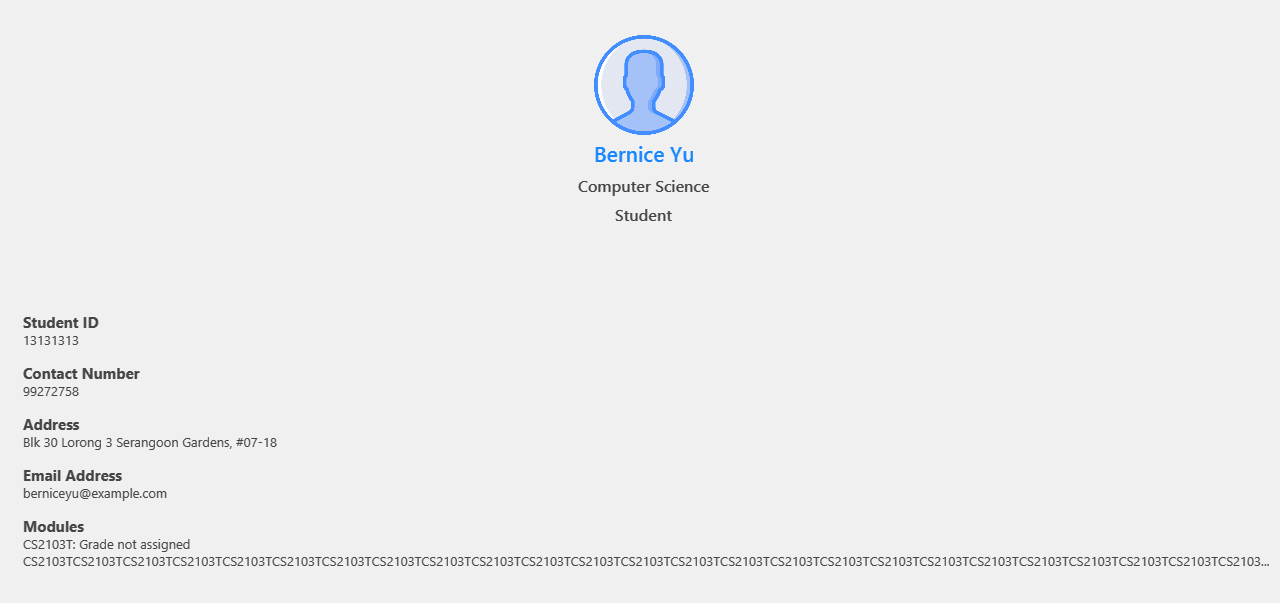 Bernice Yu
Computer Science
Student
Student ID
13131313
Contact Number
99272758
Address
Blk 30 Lorong 3 Serangoon Gardens, #07-18
Email Address
berniceyu@example.com
Modules
CS2103T: Grade not assigned
CS2103TCS2103TCS2103TCS2103TCS2103TCS2103TCS2103TCS2103TCS2103TCS2103TCS2103TCS2103TCS2103TCS2103TCS2103TCS2103TCS2103TCS2103TCS2103TCS2103TCS2103TCS2103TCS2103TCS2103TCS2103...